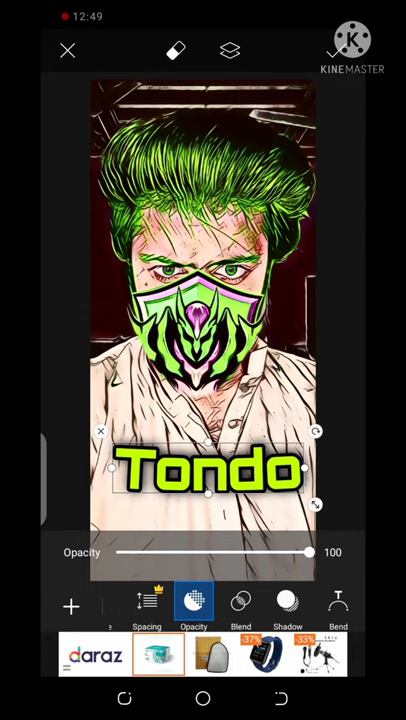 12:49
K
KINEMASTER
Tondo
Opacity 100
e Spacing Opacity Blend Shadow Bend
daraz -37% -33%